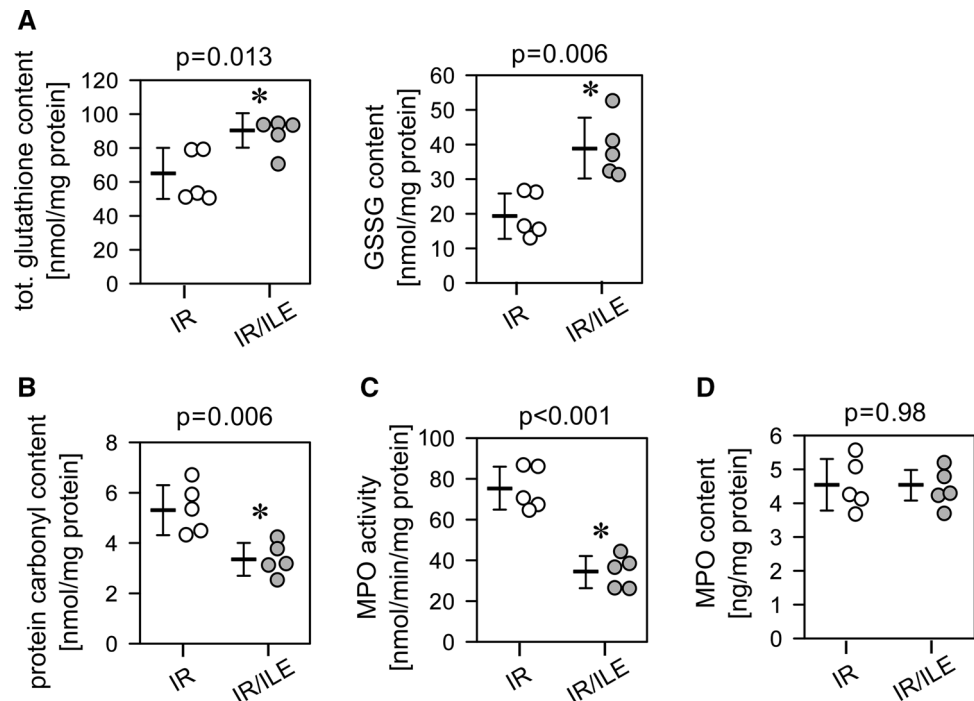 A
p=0.013
tot. glutathione content
[nmol/mg protein]
120
100
80
60
40
20
0
*
IR
IR/ILE
p=0.006
GSSG content
[nmol/mg protein]
60
50
40
30
20
10
0
*
IR
IR/ILE
B
p=0.006
protein carbonyl content
[nmol/mg protein]
8
6
4
2
0
*
IR
IR/ILE
C
p<0.001
MPO activity
[nmol/min/mg protein]
100
80
60
40
20
0
*
IR
IR/ILE
D
p=0.98
MPO content
[ng/mg protein]
6
5
4
3
2
1
0
IR
IR/ILE